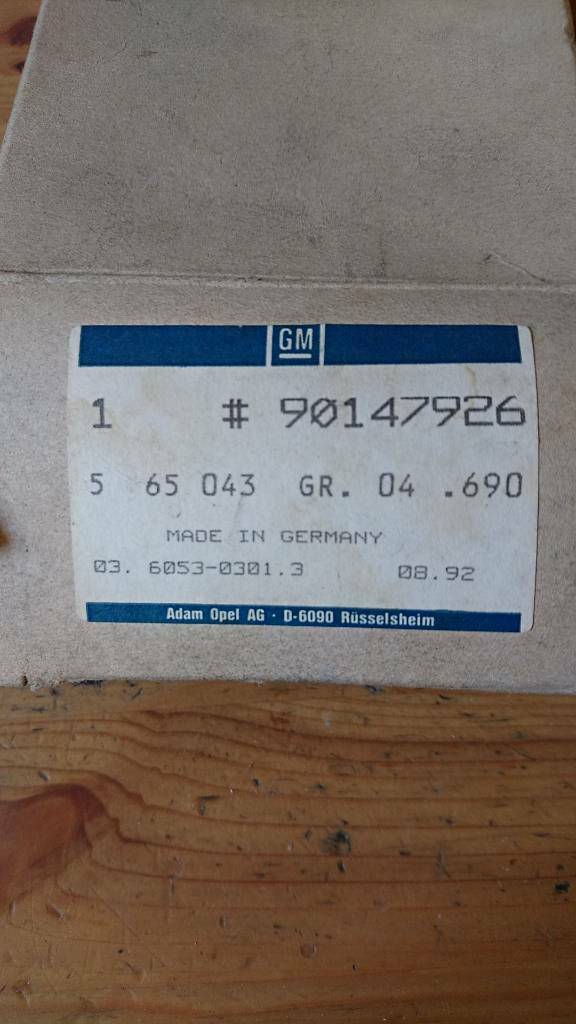 GM
1 # 90147926
5 65 043 GR. 04 .690
MADE IN GERMANY
03. 6053-0301.3 08.92
Adam Opel AG · D-6090 Rüsselsheim